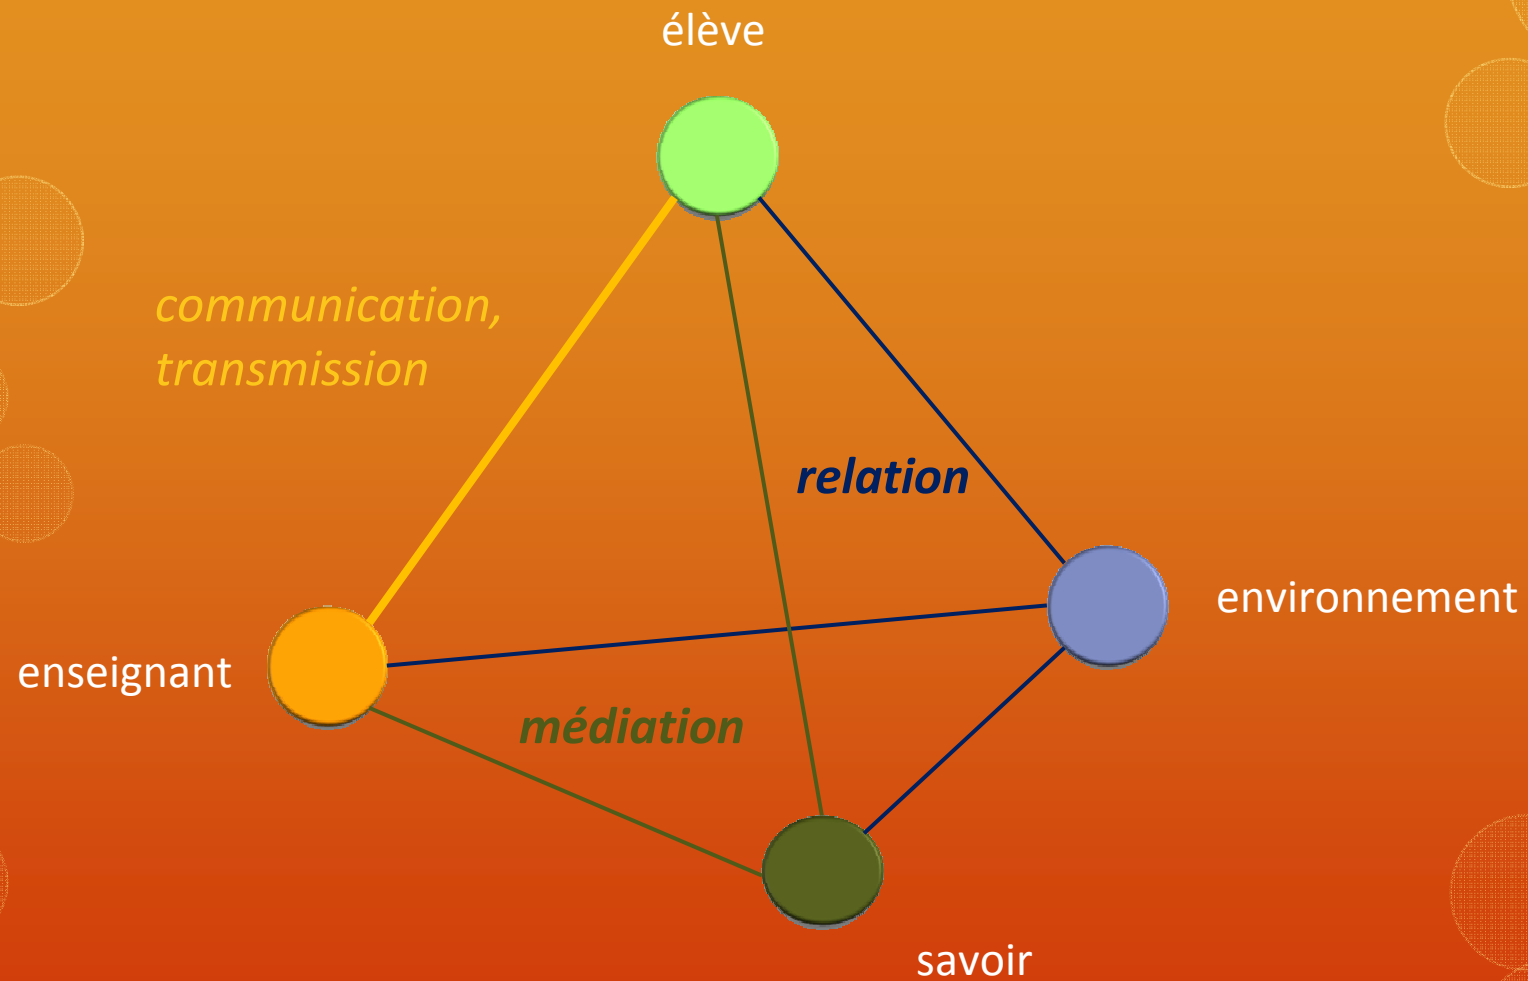 élève
communication,
transmission
relation
environnement
enseignant
médiation
savoir